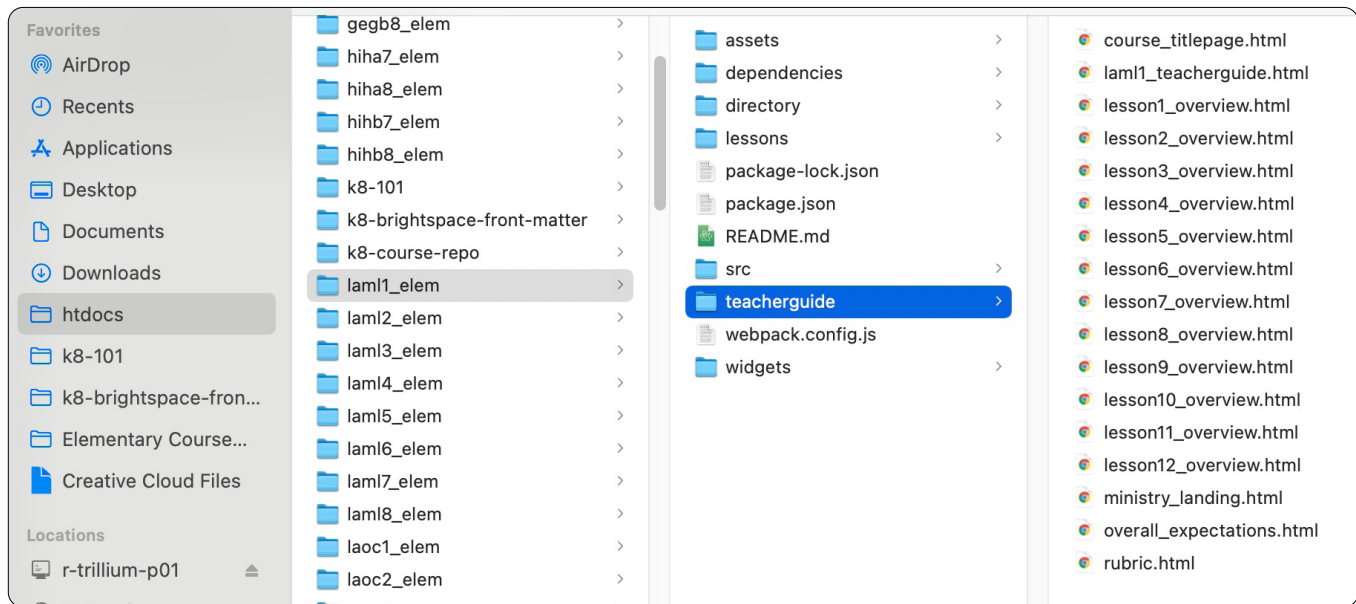 Favorites
AirDrop
Recents
Applications
Desktop
Documents
Downloads
htdocs
k8-101
k8-brightspace-fron...
Elementary Course...
Creative Cloud Files
Locations
r-trillium-p01
gegb8_elem
hiha7_elem
hiha8_elem
hihb7_elem
hihb8_elem
k8-101
k8-brightspace-front-matter
k8-course-repo
laml1_elem
laml2_elem
laml3_elem
laml4_elem
laml5_elem
laml6_elem
laml7_elem
laml8_elem
laoc1_elem
laoc2_elem
assets
dependencies
directory
lessons
package-lock.json
package.json
README.md
src
teacherguide
webpack.config.js
widgets
course_titlepage.html
laml1_teacherguide.html
lesson1_overview.html
lesson2_overview.html
lesson3_overview.html
lesson4_overview.html
lesson5_overview.html
lesson6_overview.html
lesson7_overview.html
lesson8_overview.html
lesson9_overview.html
lesson10_overview.html
lesson11_overview.html
lesson12_overview.html
ministry_landing.html
overall_expectations.html
rubric.html